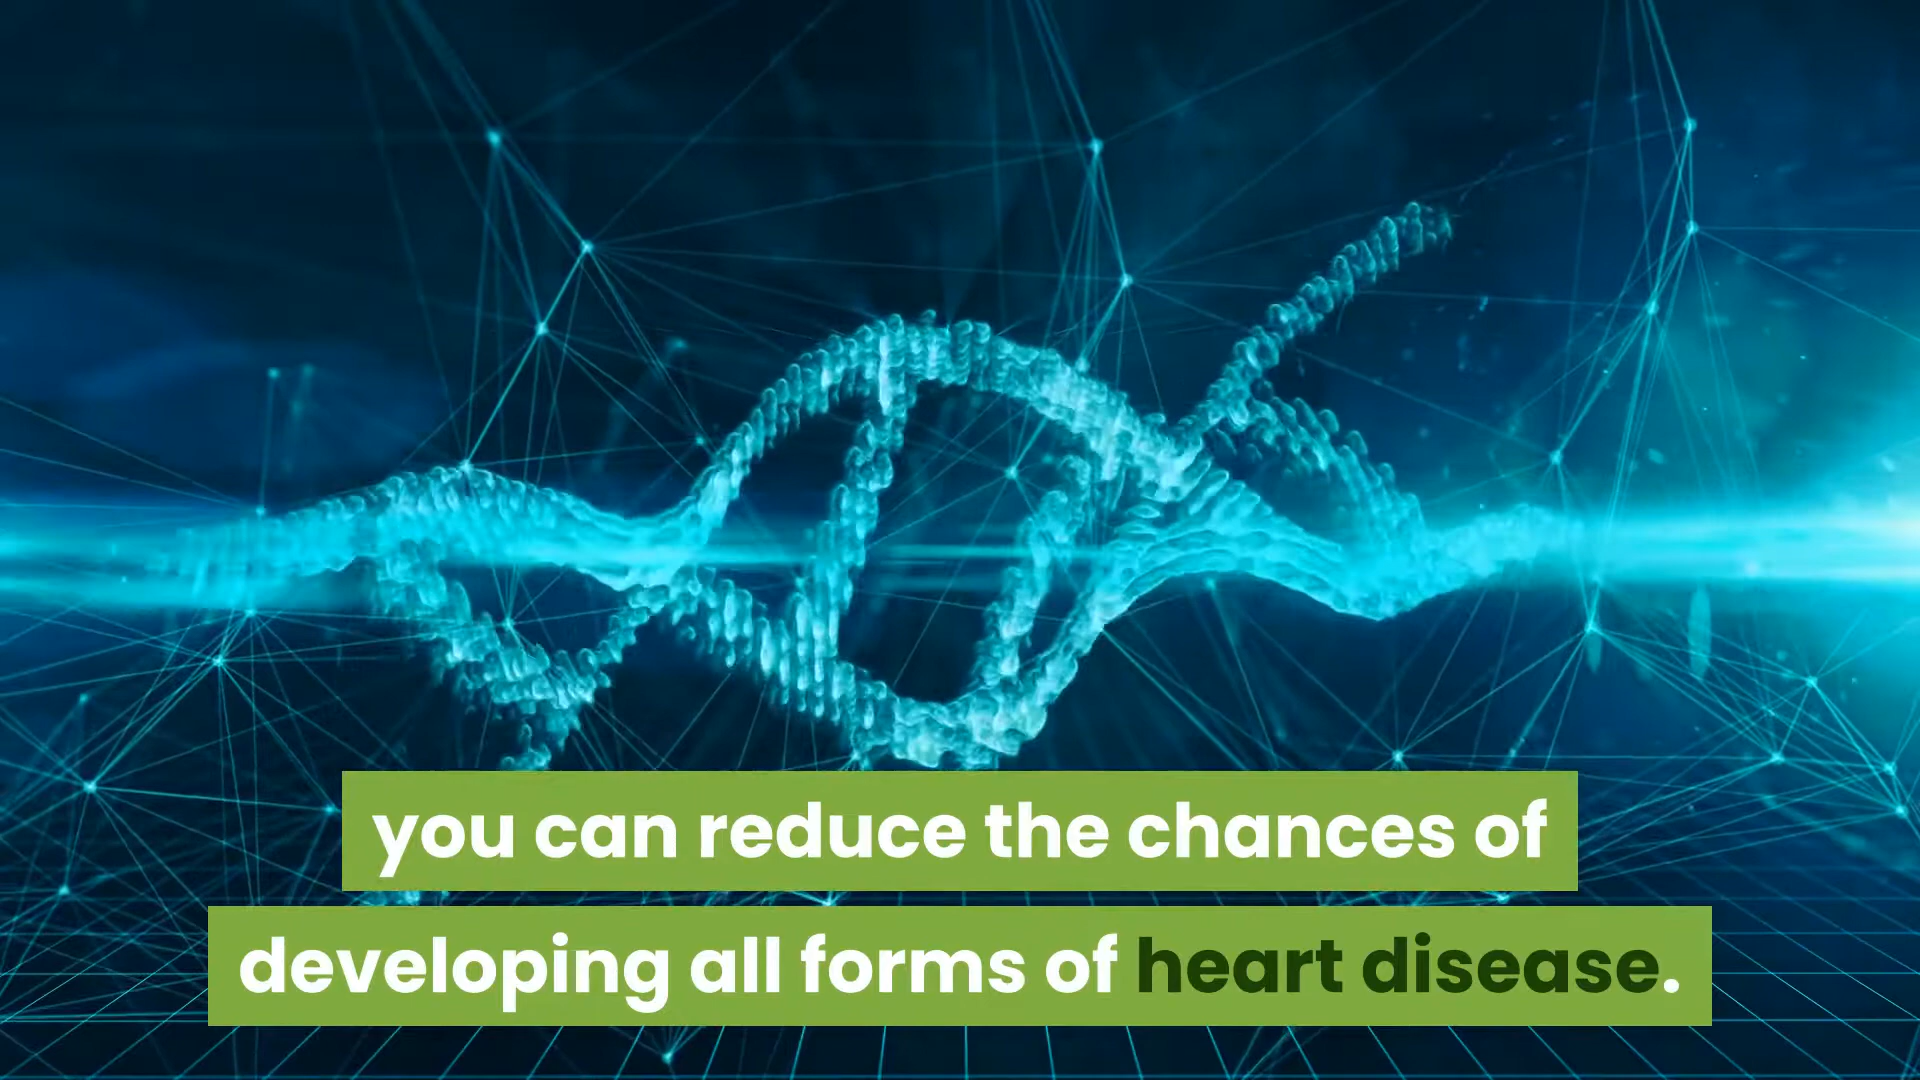 you can reduce the chances of
developing all forms of heart disease.